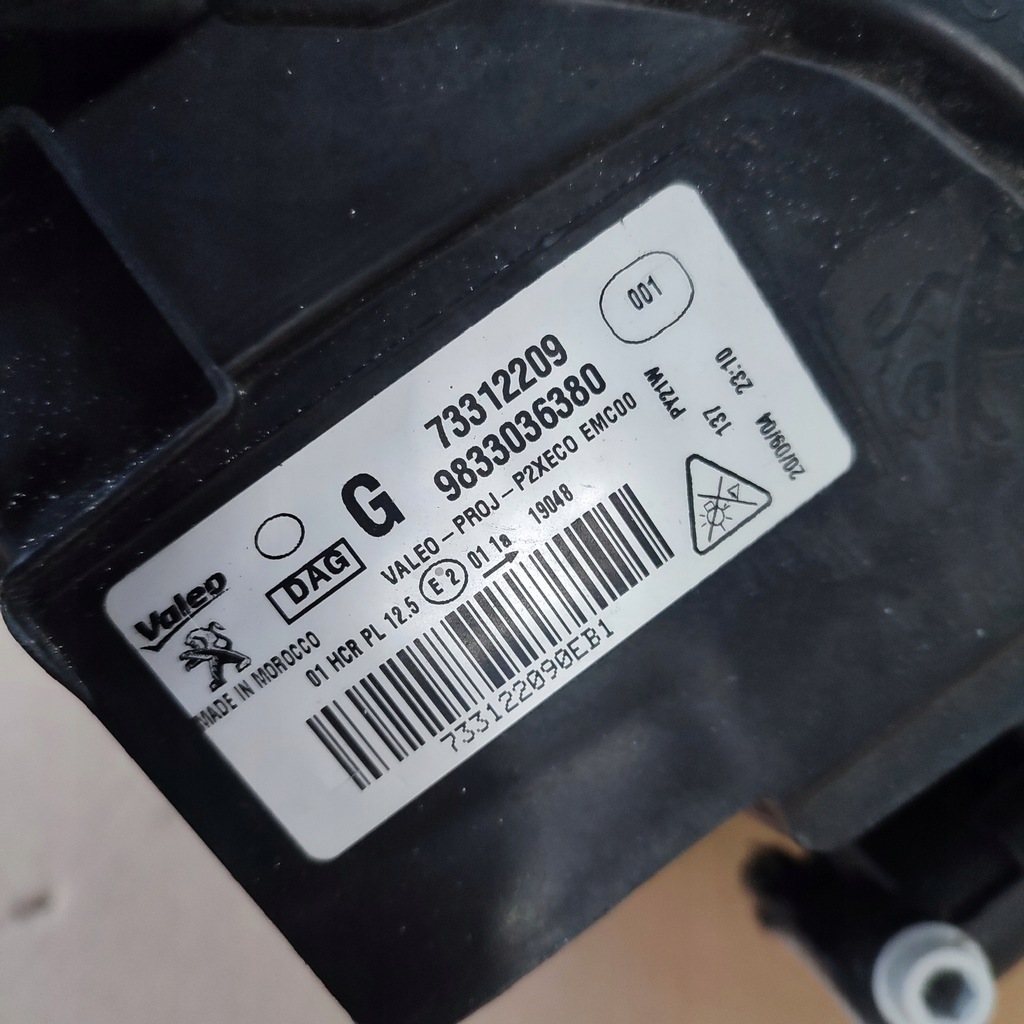 001
73312209
9833036380
G
DAG
VALEO-PROJ-P2XECO EMC00
PY21W
137
20/09/04 23:10
Valeo
MADE IN MOROCCO
01 HCR PL 12.5 E 2 01 1a 19048
733122090EB1